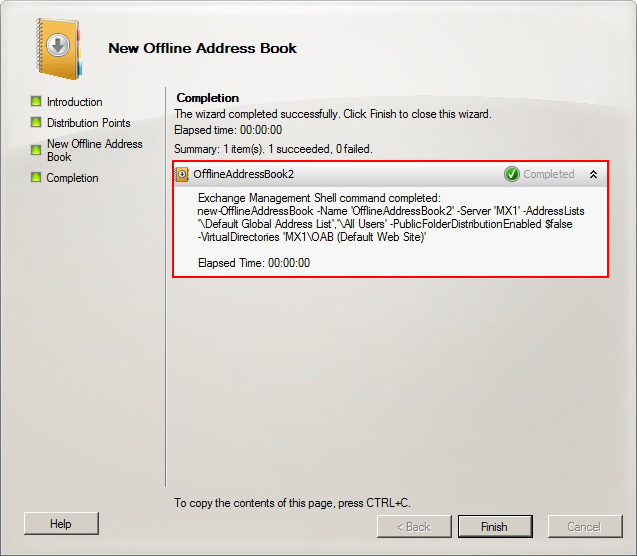 New Offline Address Book
Introduction
Distribution Points
New Offline Address
Book
Completion
Completion
The wizard completed successfully. Click Finish to close this wizard.
Elapsed time: 00:00:00
Summary: 1 item(s). 1 succeeded, 0 failed.
OfflineAddressBook2 Completed
Exchange Management Shell command completed:
new-OfflineAddressBook -Name 'OfflineAddressBook2' -Server 'MX1' -AddressLists
'\Default Global Address List','\All Users' -PublicFolderDistributionEnabled $false
-VirtualDirectories 'MX1\OAB (Default Web Site)'
Elapsed Time: 00:00:00
To copy the contents of this page, press CTRL+C.
Help
< Back
Finish
Cancel